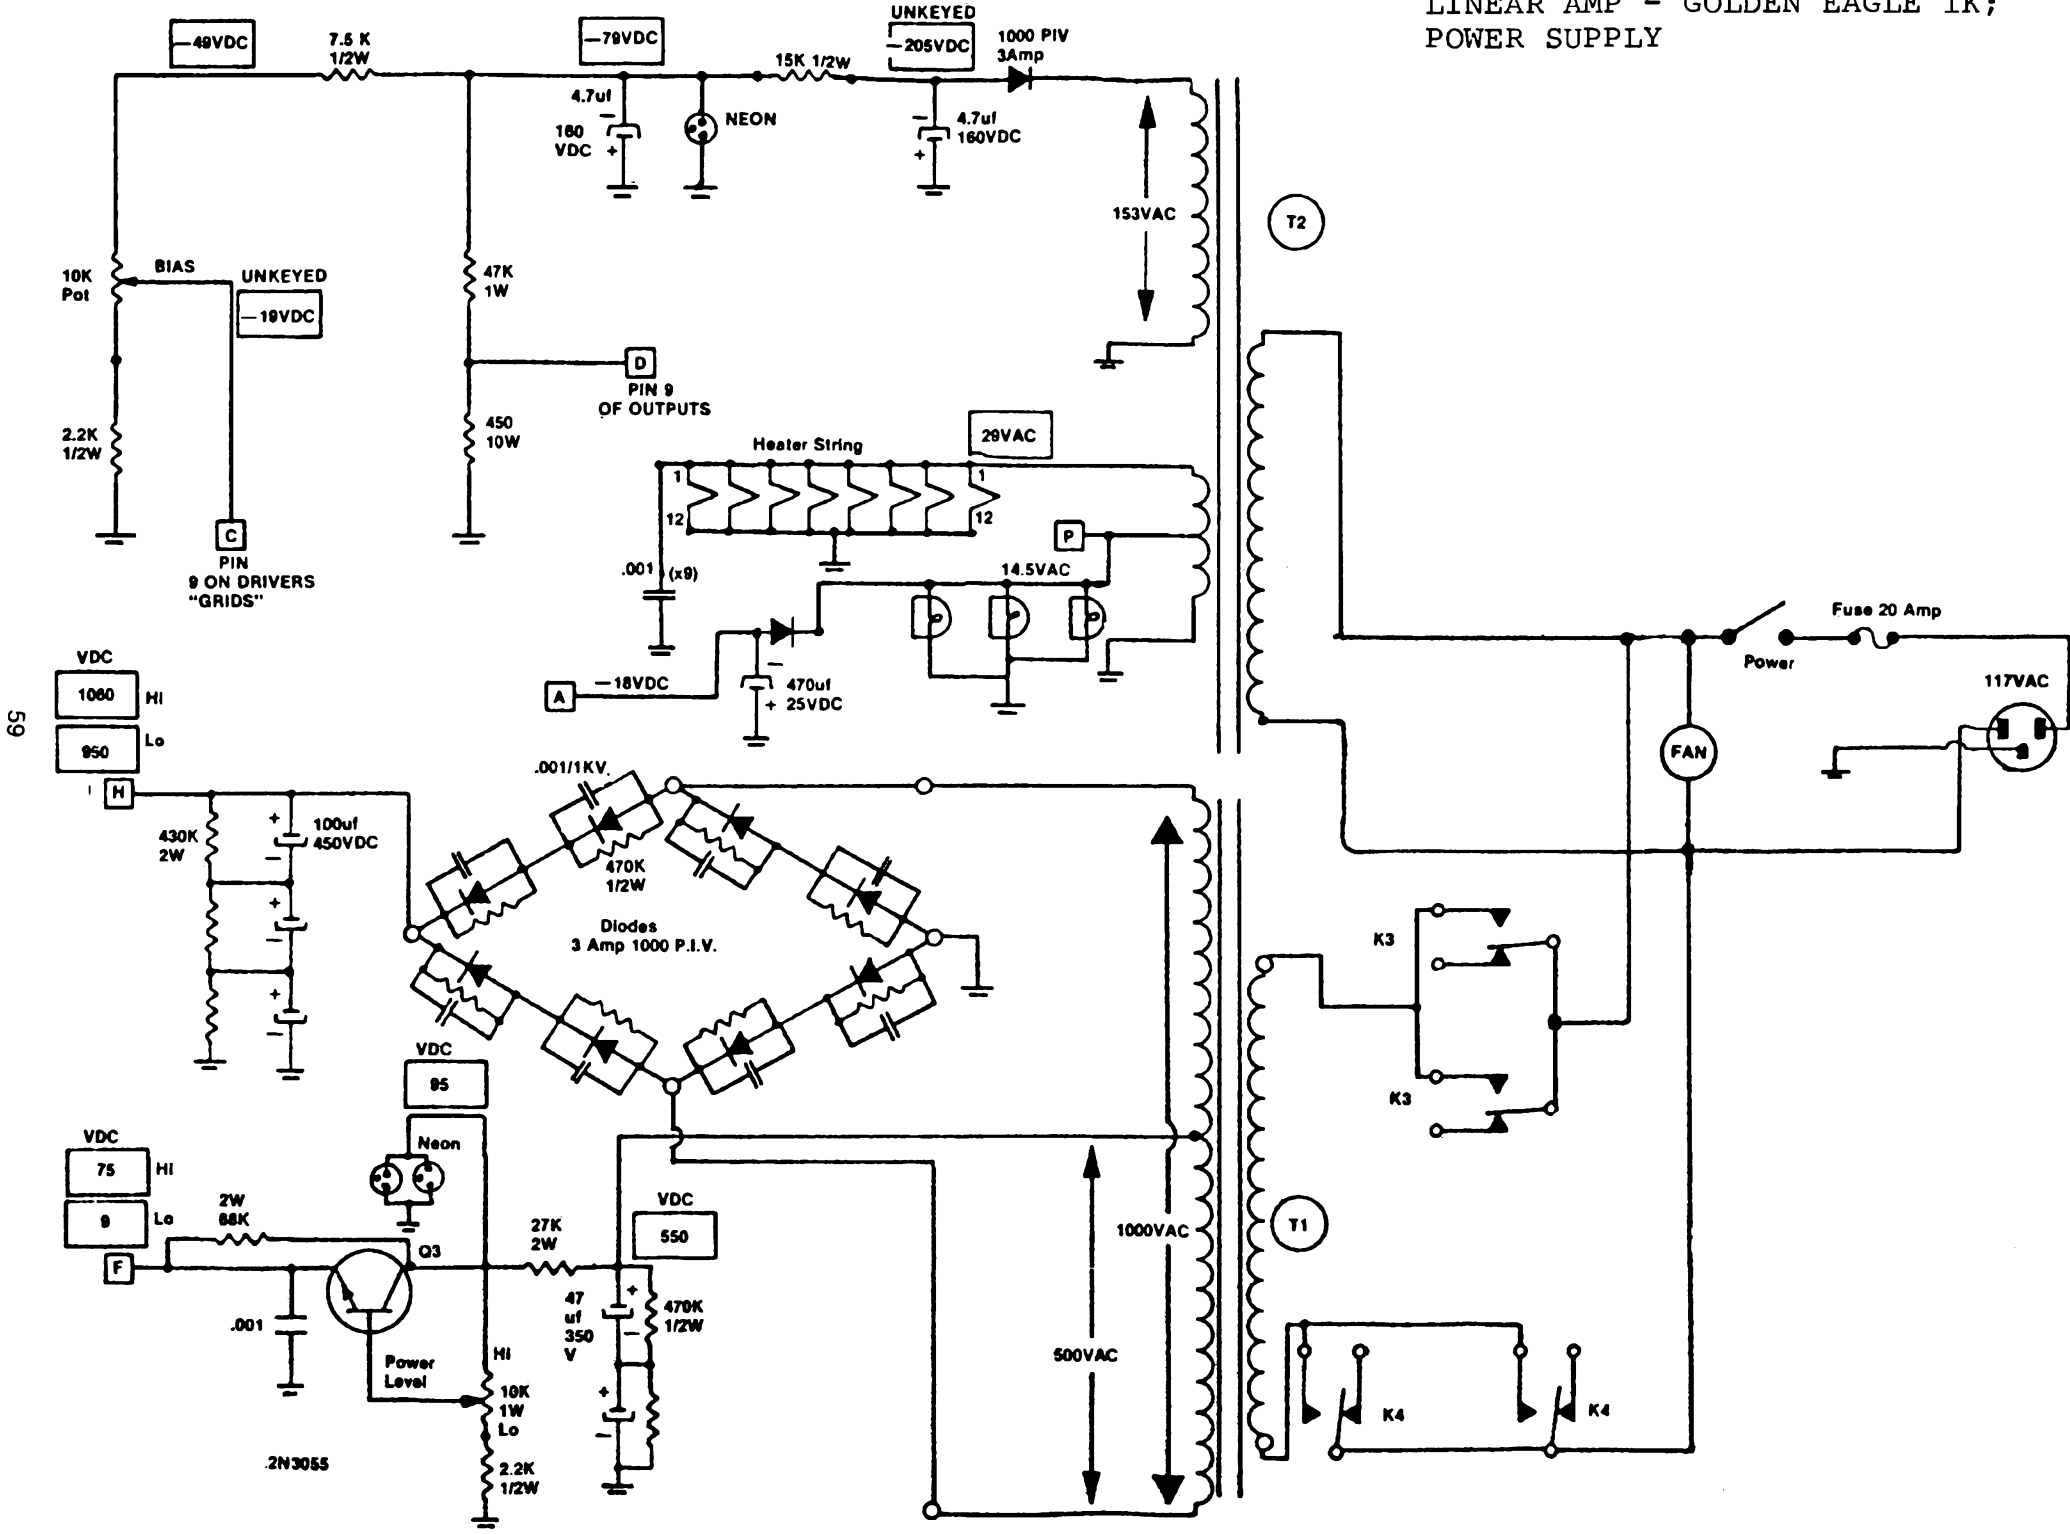 LINEAR AMP - GOLDEN EAGLE 1K;
POWER SUPPLY
—49VDC
7.5 K
1/2W
—79VDC
UNKEYED
—205VDC
1000 PIV
3Amp
15K 1/2W
4.7uf
160
VDC
−
+
NEON
−
4.7uf
160VDC
+
153VAC
T2
10K
Pot
BIAS
UNKEYED
—19VDC
47K
1W
D
PIN 9
OF OUTPUTS
2.2K
1/2W
450
10W
C
PIN
9 ON DRIVERS
"GRIDS"
Heater String
29VAC
1
1
12
12
P
.001 (x9)
14.5VAC
A
—18VDC
−
470uf
+ 25VDC
Fuse 20 Amp
Power
117VAC
FAN
VDC
1060
HI
950
Lo
H
59
430K
2W
+
100uf
− 450VDC
+
−
+
−
.001/1KV.
470K
1/2W
Diodes
3 Amp 1000 P.I.V.
K3
K3
VDC
95
Neon
VDC
75
HI
9
Lo
F
2W
68K
Q3
27K
2W
VDC
550
.001
47
uf
350
V
+
−
470K
1/2W
+
−
Power
Level
HI
10K
1W
Lo
2.2K
1/2W
2N3055
1000VAC
500VAC
T1
K4
K4